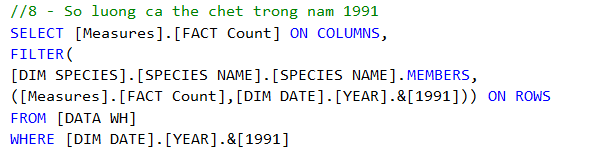 //8 - So luong ca the chet trong nam 1991
SELECT [Measures].[FACT Count] ON COLUMNS,
FILTER(
[DIM SPECIES].[SPECIES NAME].[SPECIES NAME].MEMBERS,
([Measures].[FACT Count],[DIM DATE].[YEAR].&[1991])) ON ROWS
FROM [DATA WH]
WHERE [DIM DATE].[YEAR].&[1991]